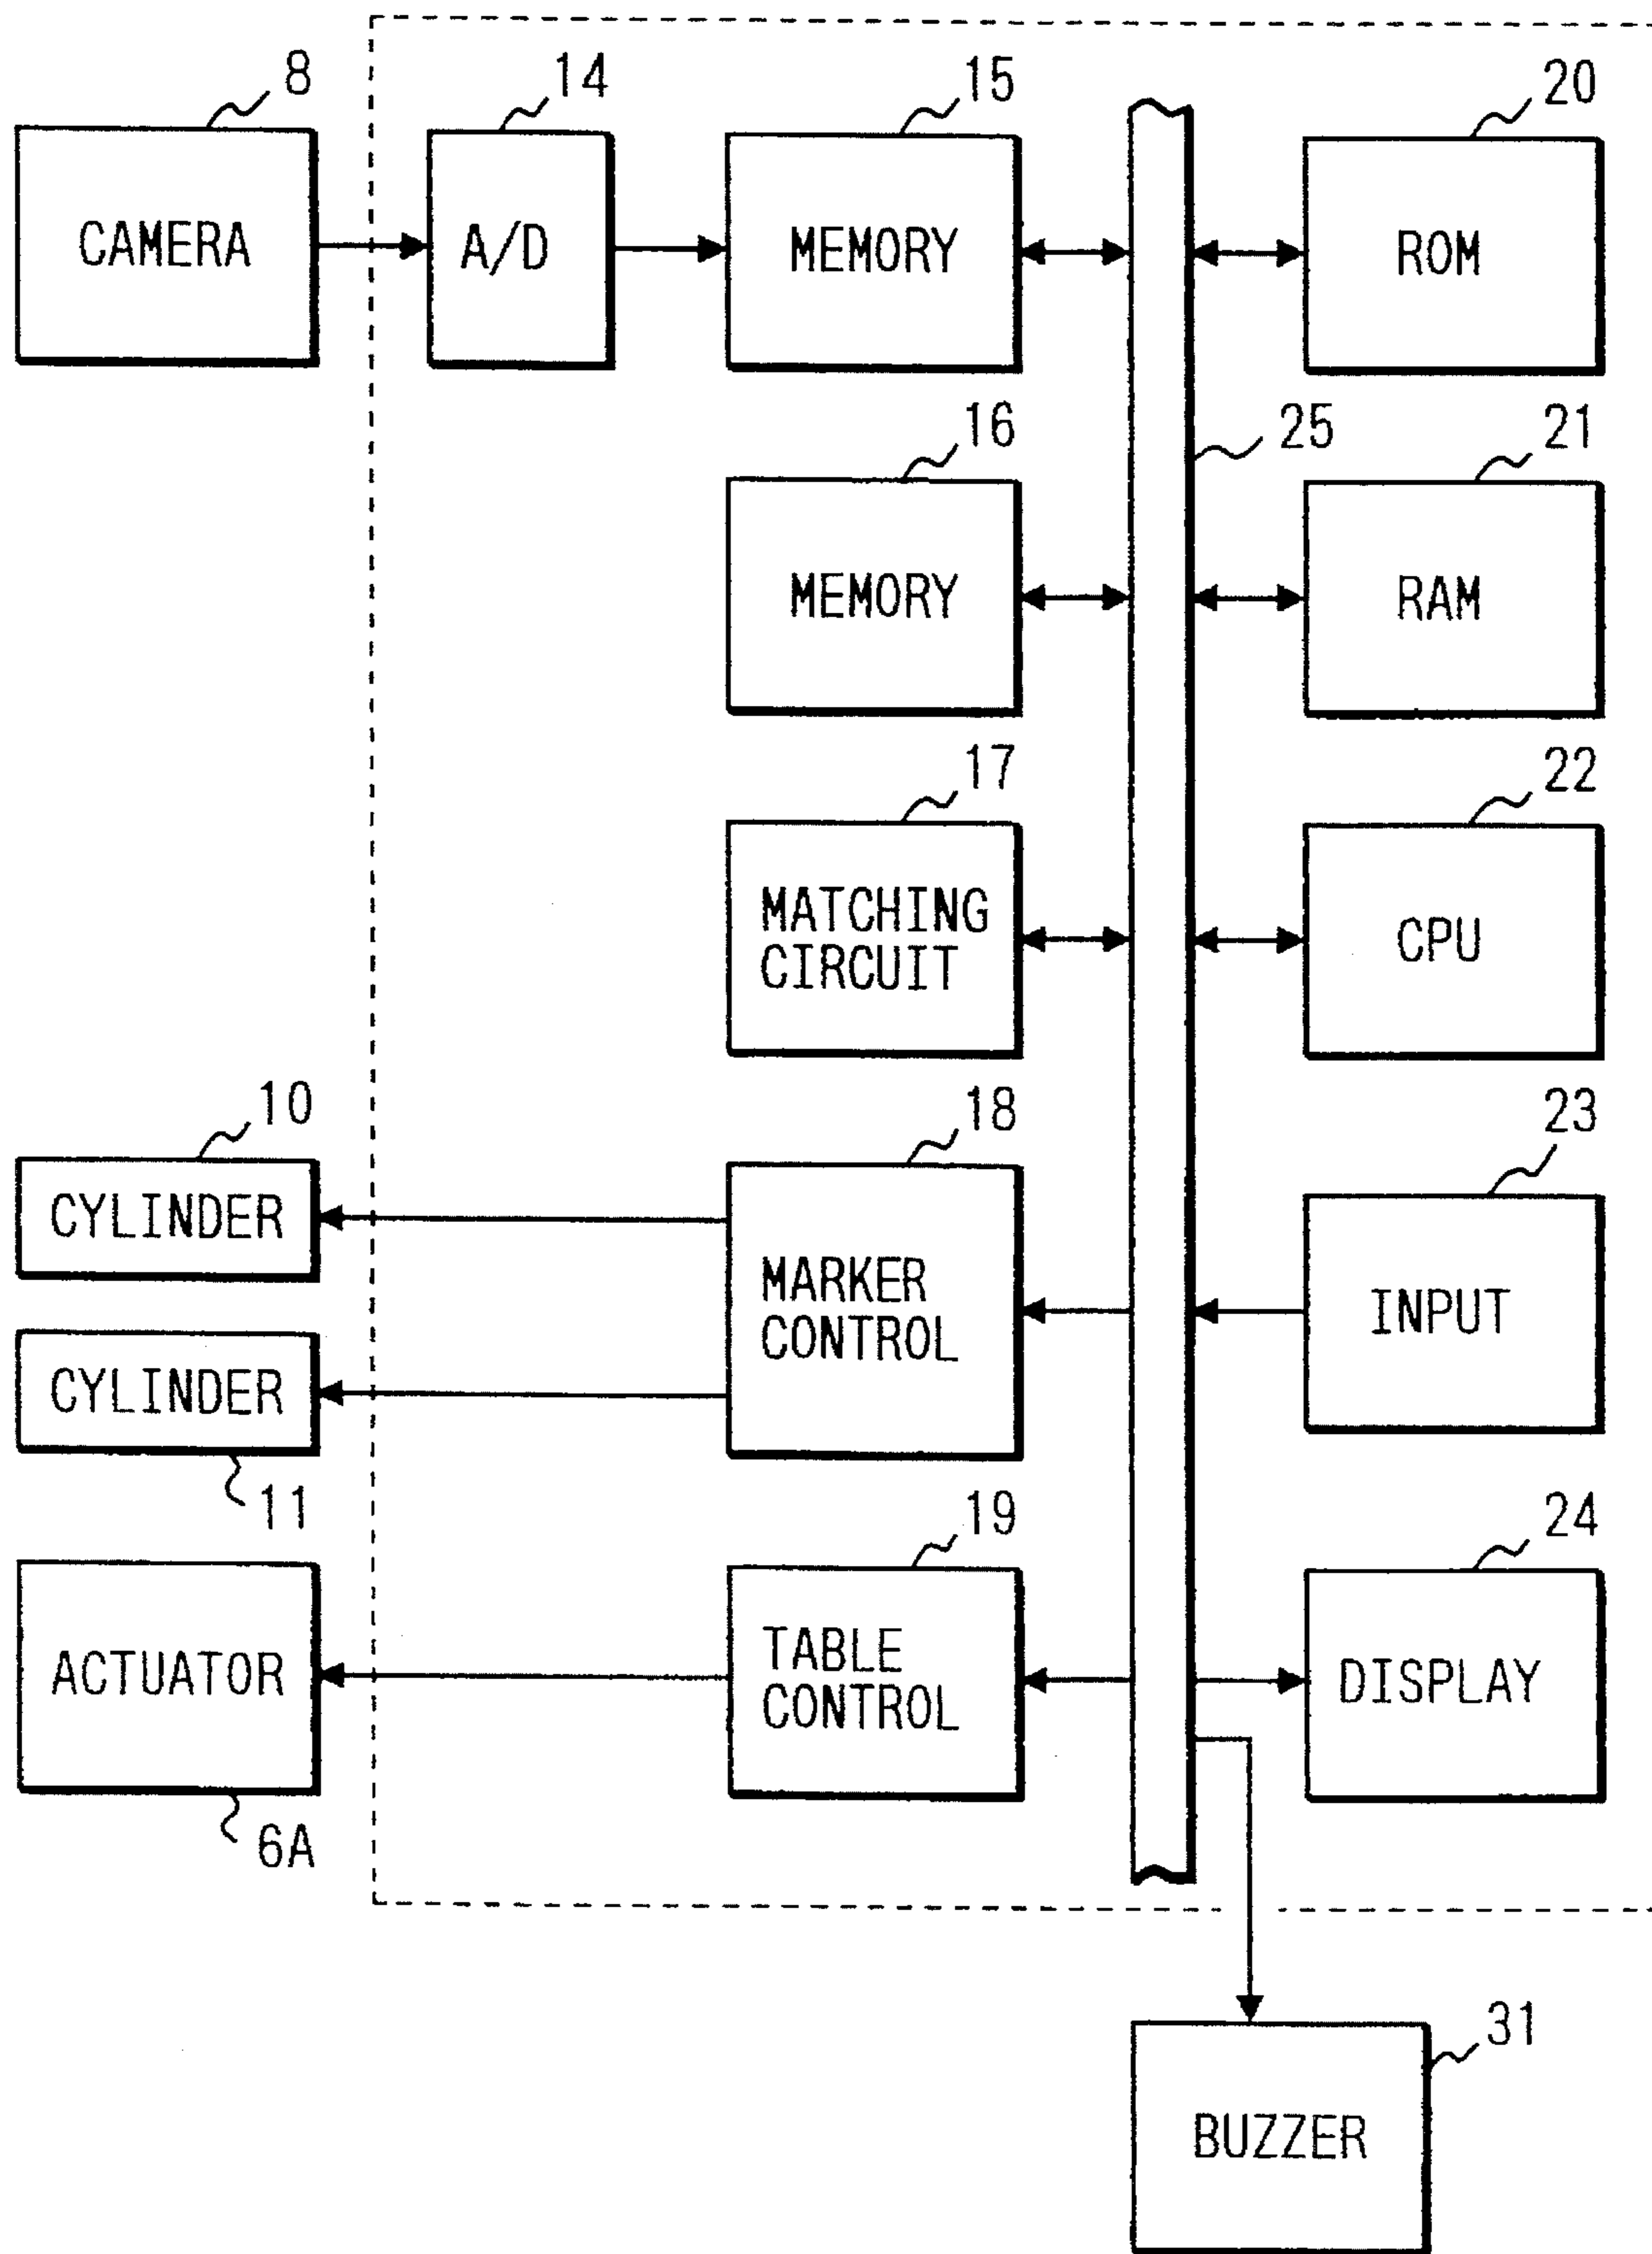 8
14
15
20
CAMERA
A/D
MEMORY
ROM
16
25
21
MEMORY
RAM
17
22
MATCHING
CIRCUIT
CPU
10
18
23
CYLINDER
MARKER
CONTROL
INPUT
CYLINDER
11
19
24
ACTUATOR
TABLE
CONTROL
DISPLAY
6A
31
BUZZER